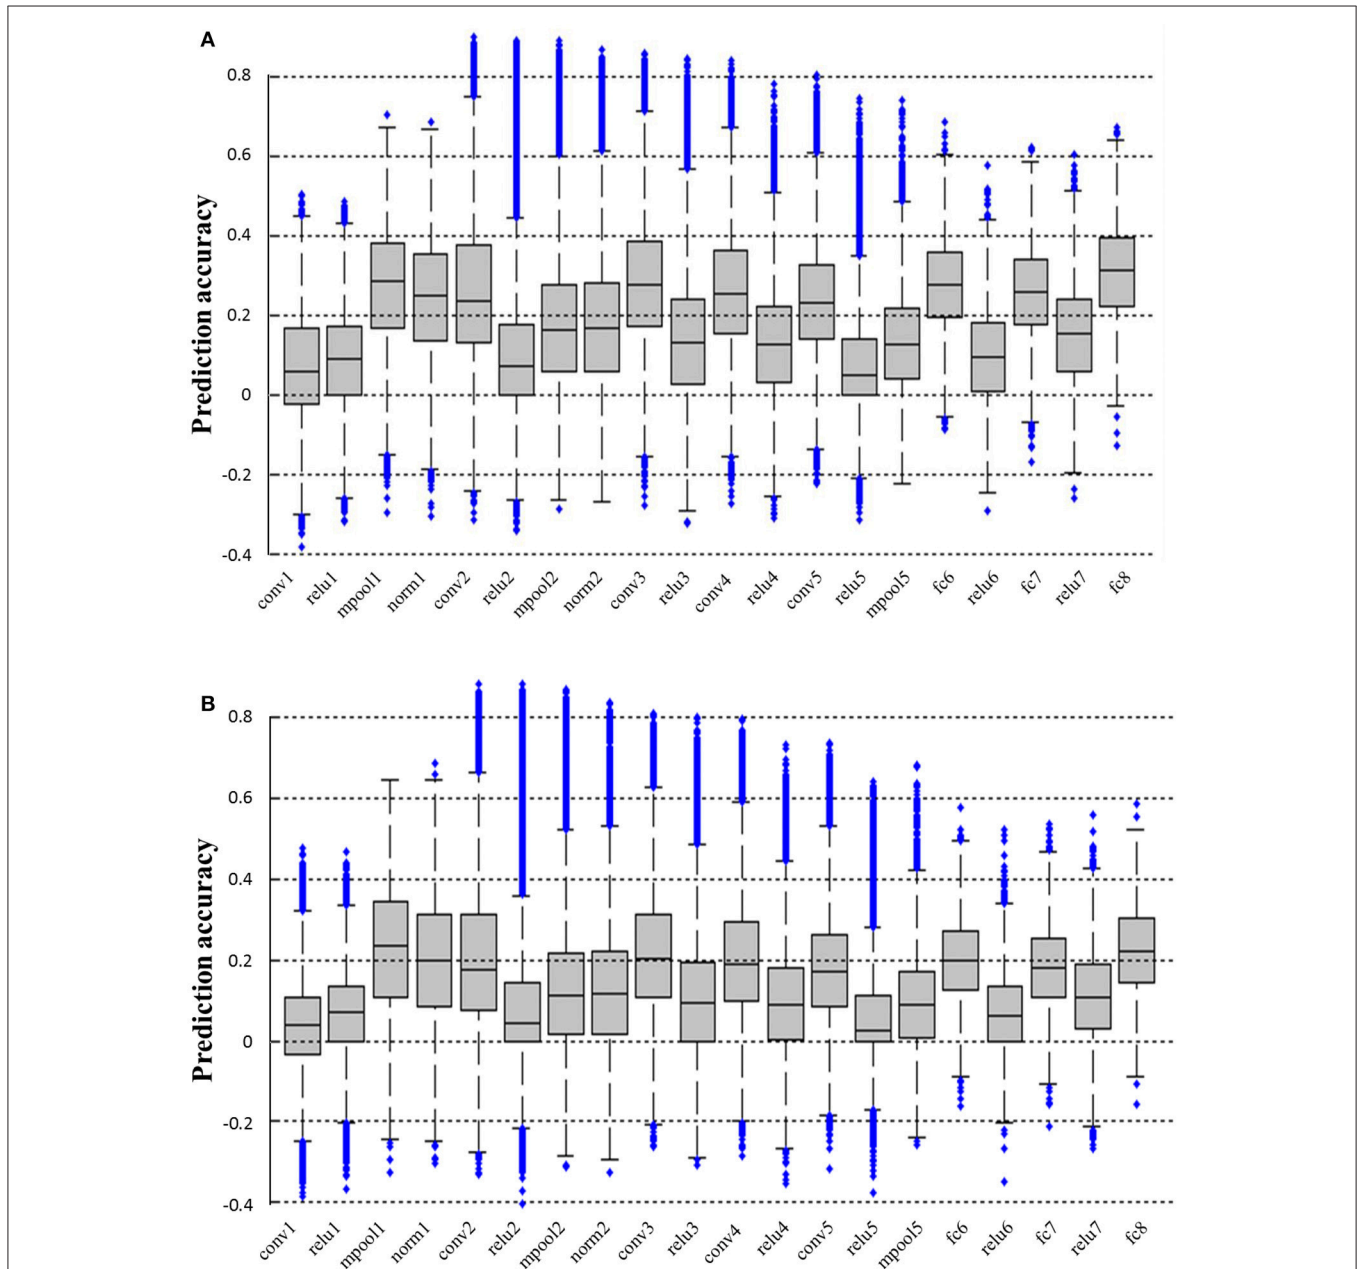 A
0.8
0.6
0.4
0.2
0
-0.2
-0.4
Prediction accuracy
conv1 relu1 mpool1 norm1 conv2 relu2 mpool2 norm2 conv3 relu3 conv4 relu4 conv5 relu5 mpool5 fc6 relu6 fc7 relu7 fc8
B
0.8
0.6
0.4
0.2
0
-0.2
-0.4
Prediction accuracy
conv1 relu1 mpool1 norm1 conv2 relu2 mpool2 norm2 conv3 relu3 conv4 relu4 conv5 relu5 mpool5 fc6 relu6 fc7 relu7 fc8